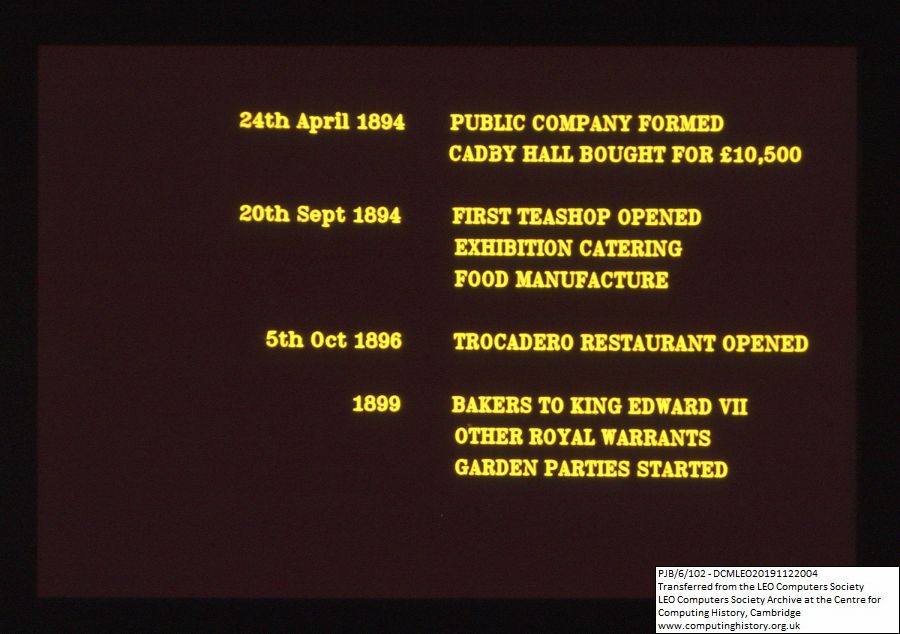 24th April 1894 PUBLIC COMPANY FORMED
CADBY HALL BOUGHT FOR £10,500
20th Sept 1894 FIRST TEASHOP OPENED
EXHIBITION CATERING
FOOD MANUFACTURE
5th Oct 1896 TROCADERO RESTAURANT OPENED
1899 BAKERS TO KING EDWARD VII
OTHER ROYAL WARRANTS
GARDEN PARTIES STARTED
PJB/6/102 - DCMLEO20191122004
Transferred from the LEO Computers Society
LEO Computers Society Archive at the Centre for
Computing History, Cambridge
www.computinghistory.org.uk